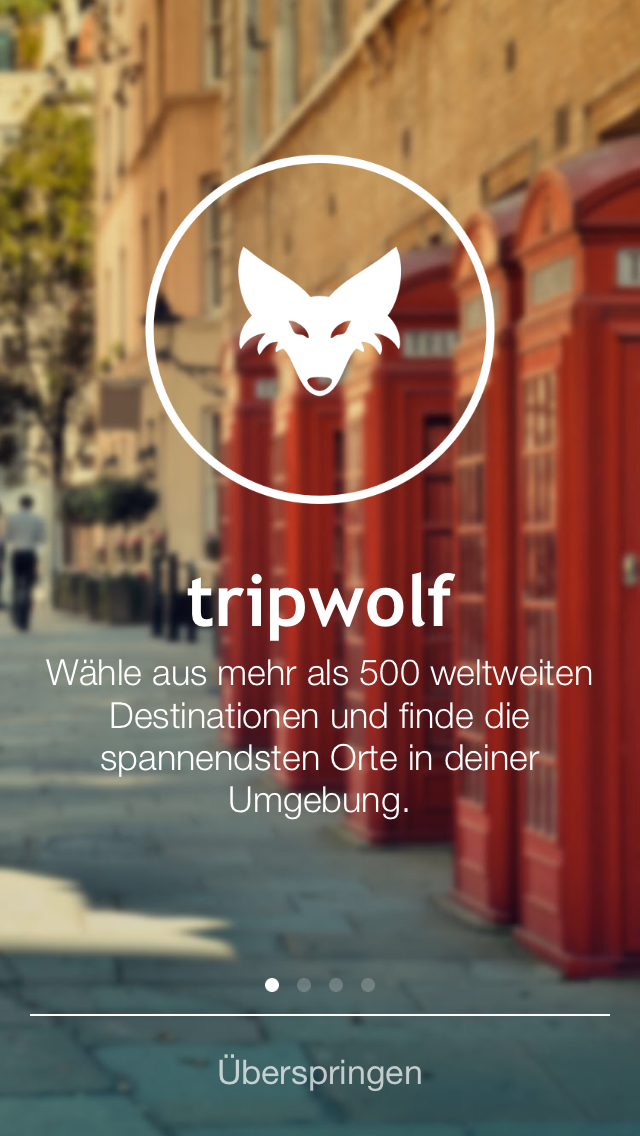 tripwolf
Wähle aus mehr als 500 weltweiten
Destinationen und finde die
spannendsten Orte in deiner
Umgebung.
Überspringen